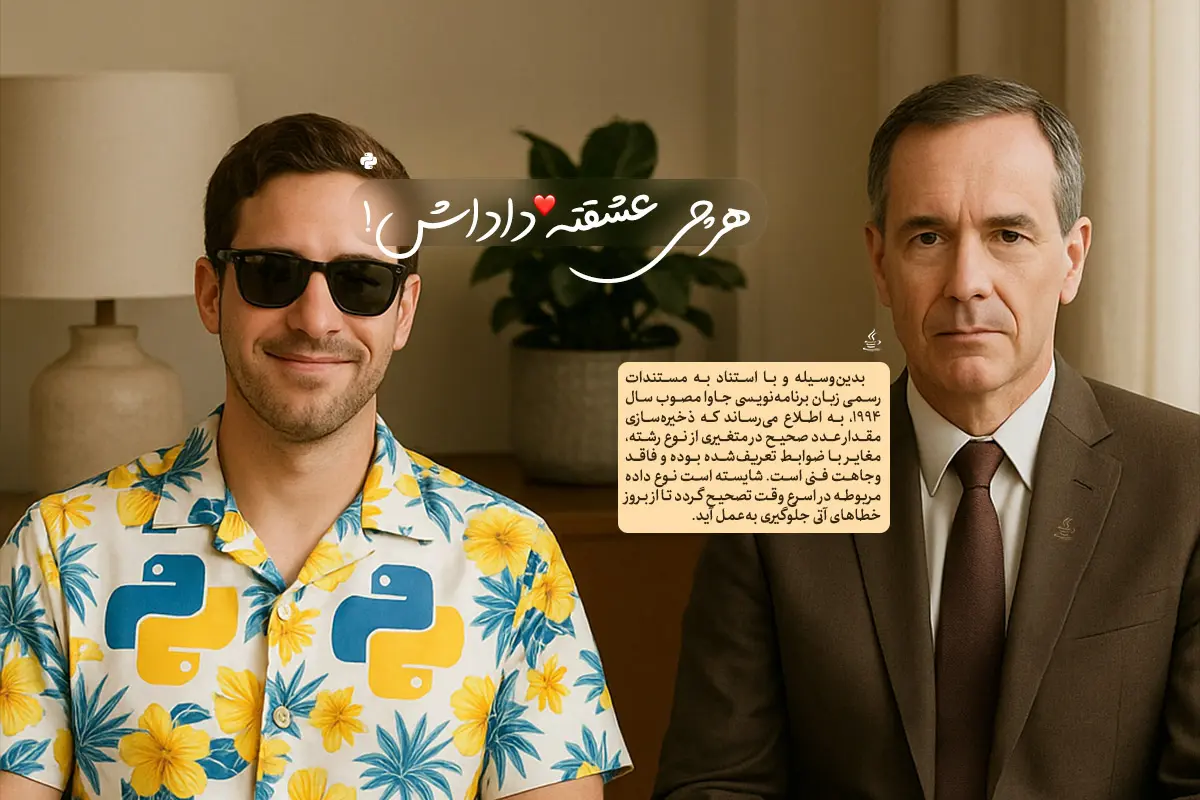 هرچی عشقته داداش!
بدین‌وسیله و با استناد به مستندات
رسمی زبان برنامه‌نویسی جاوا مصوب سال
۱۹۹۴، به اطلاع می‌رساند که ذخیره‌سازی
مقدار عدد صحیح در متغیری از نوع رشته،
مغایر با ضوابط تعریف‌شده بوده و فاقد
وجاهت فنی است. شایسته است نوع داده
مربوطه در اسرع وقت تصحیح گردد تا از بروز
خطاهای آتی جلوگیری به‌عمل آید.